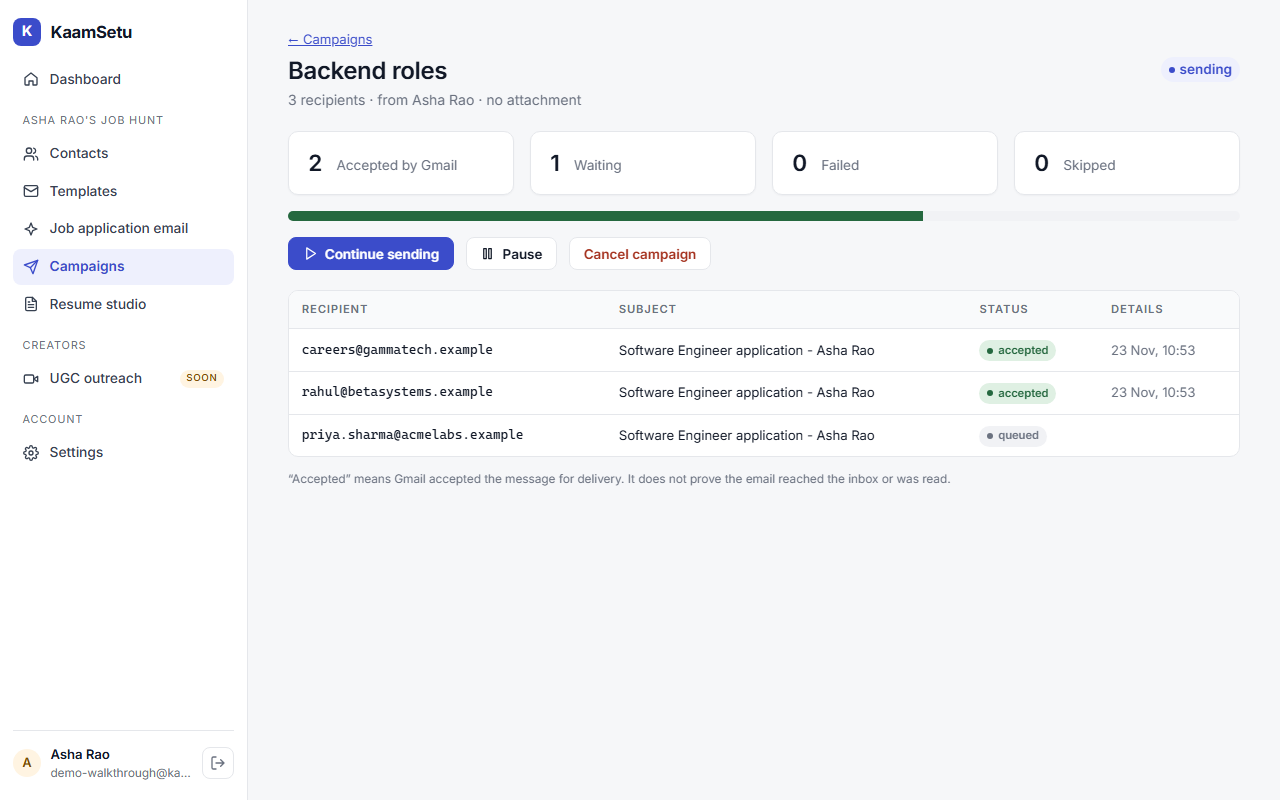 K KaamSetu
Dashboard
ASHA RAO'S JOB HUNT
Contacts
Templates
Job application email
Campaigns
Resume studio
CREATORS
UGC outreach SOON
ACCOUNT
Settings
A Asha Rao
demo-walkthrough@ka...
← Campaigns
Backend roles
sending
3 recipients · from Asha Rao · no attachment
2 Accepted by Gmail
1 Waiting
0 Failed
0 Skipped
Continue sending
Pause
Cancel campaign
RECIPIENT SUBJECT STATUS DETAILS
careers@gammatech.example Software Engineer application - Asha Rao accepted 23 Nov, 10:53
rahul@betasystems.example Software Engineer application - Asha Rao accepted 23 Nov, 10:53
priya.sharma@acmelabs.example Software Engineer application - Asha Rao queued
“Accepted” means Gmail accepted the message for delivery. It does not prove the email reached the inbox or was read.